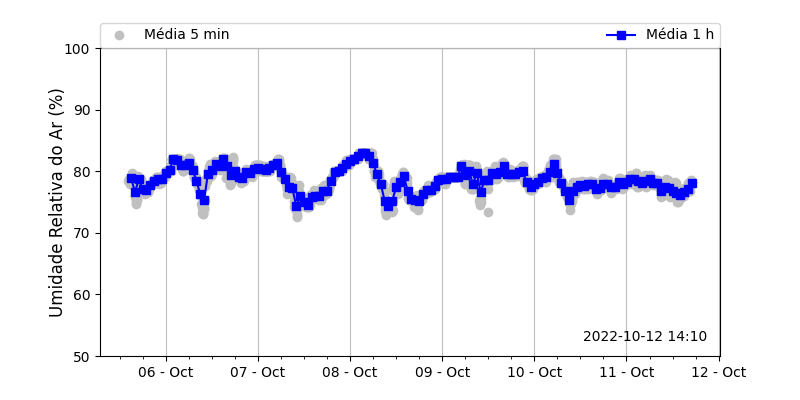 Média 5 min
Média 1 h
Umidade Relativa do Ar (%)
100
90
80
70
60
50
2022-10-12 14:10
06 - Oct
07 - Oct
08 - Oct
09 - Oct
10 - Oct
11 - Oct
12 - Oct